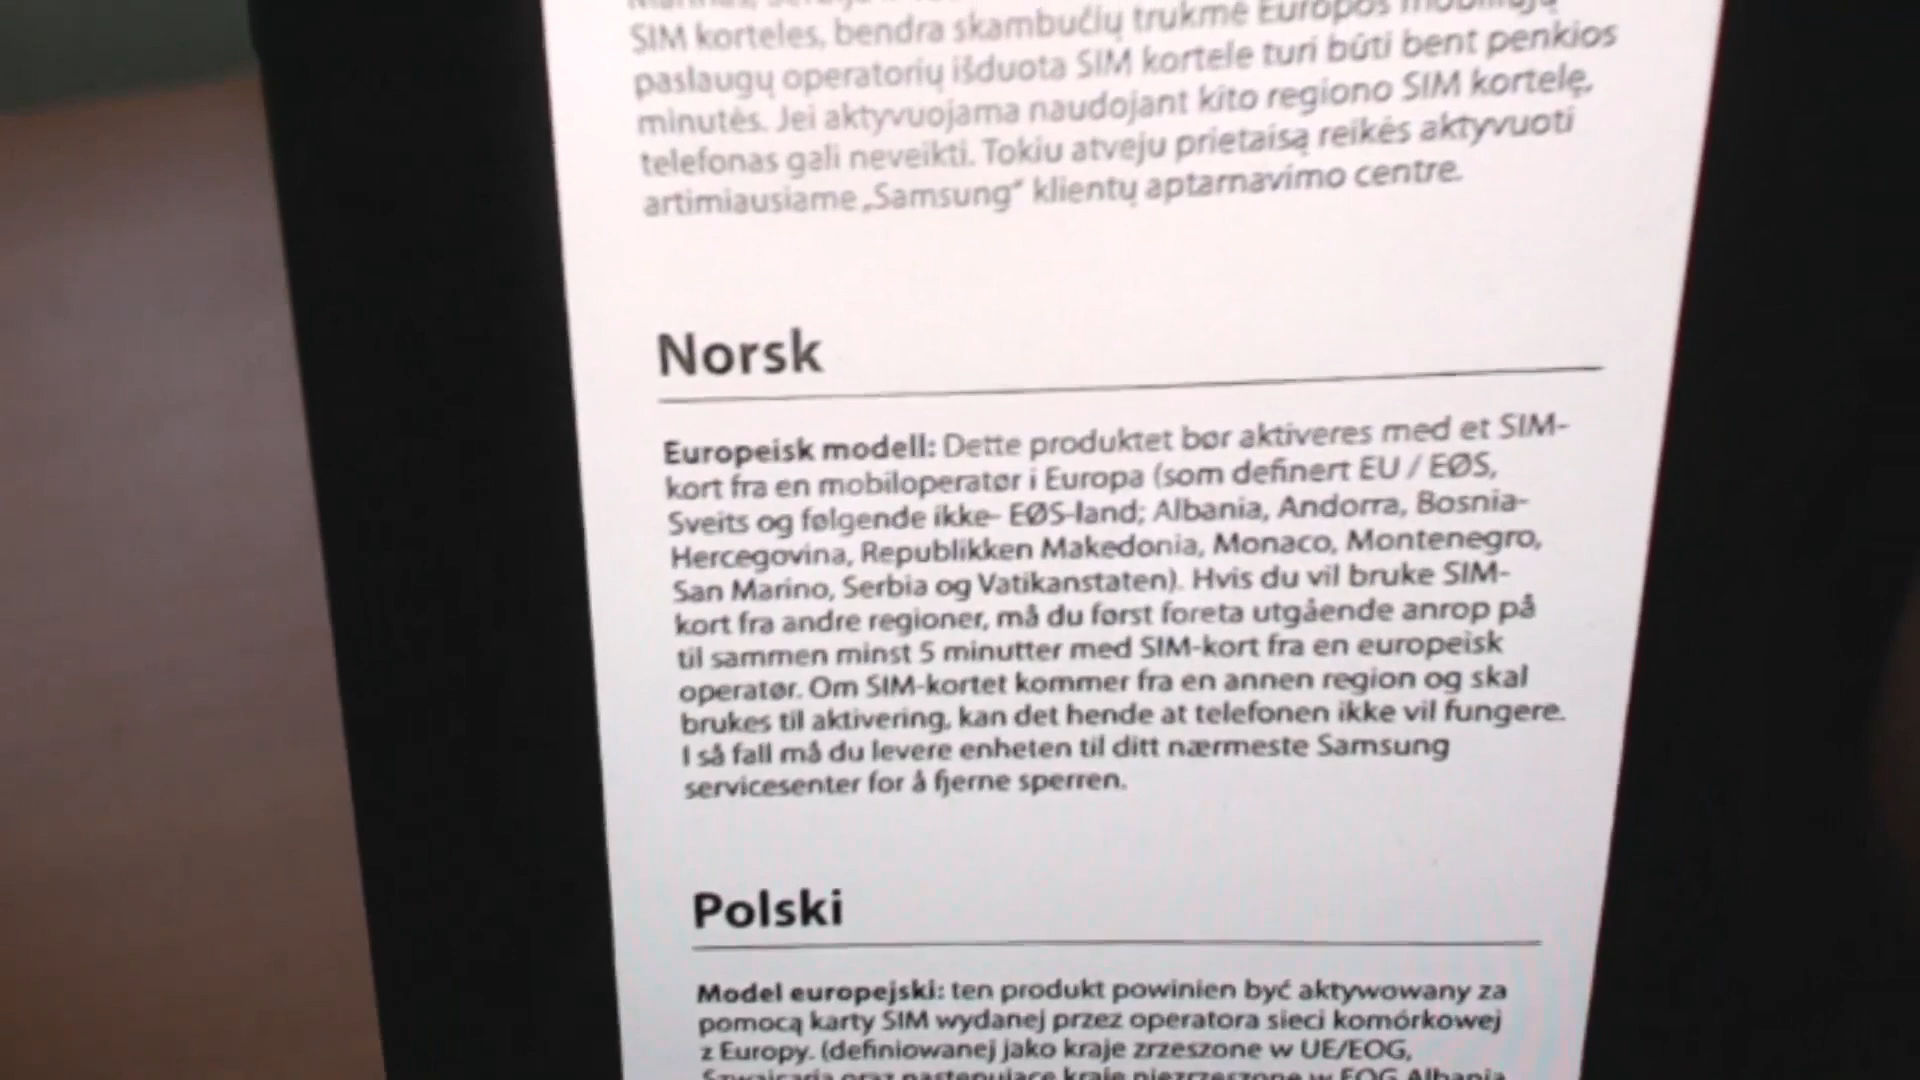 SIM korteles, bendra skambučių trukmė Europos
paslaugų operatorių išduota SIM kortele turi būti bent penkios
minutės. Jei aktyvuojama naudojant kito regiono SIM kortelę,
telefonas gali neveikti. Tokiu atveju prietaisą reikės aktyvuoti
artimiausiame „Samsung“ klientų aptarnavimo centre.
Norsk
Europeisk modell: Dette produktet bør aktiveres med et SIM-
kort fra en mobiloperatør i Europa (som definert EU / EØS,
Sveits og følgende ikke- EØS-land; Albania, Andorra, Bosnia-
Hercegovina, Republikken Makedonia, Monaco, Montenegro,
San Marino, Serbia og Vatikanstaten). Hvis du vil bruke SIM-
kort fra andre regioner, må du først foreta utgående anrop på
til sammen minst 5 minutter med SIM-kort fra en europeisk
operatør. Om SIM-kortet kommer fra en annen region og skal
brukes til aktivering, kan det hende at telefonen ikke vil fungere.
I så fall må du levere enheten til ditt nærmeste Samsung
servicesenter for å fjerne sperren.
Polski
Model europejski: ten produkt powinien być aktywowany za
pomocą karty SIM wydanej przez operatora sieci komórkowej
z Europy. (definiowanej jako kraje zrzeszone w UE/EOG,
Szwajcaria oraz następujące kraje niezrzeszone w EOG Albania